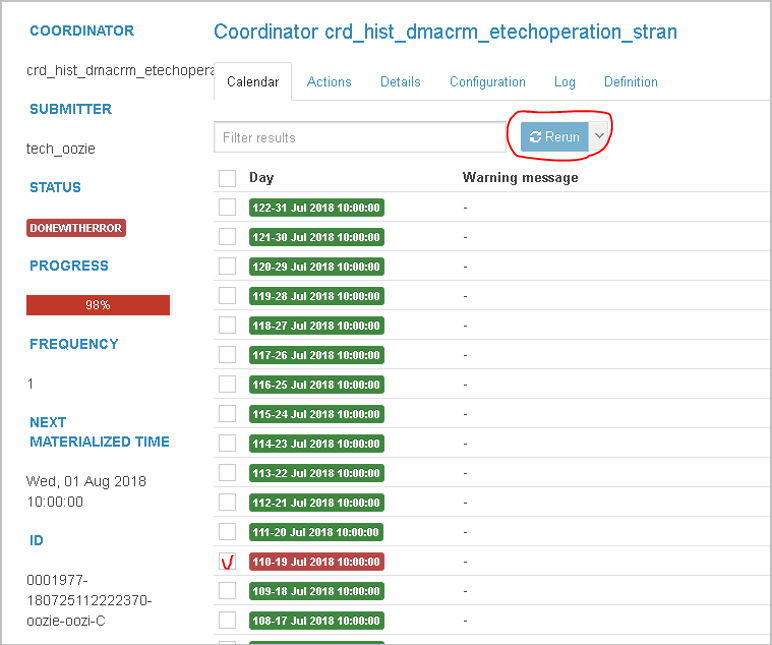 COORDINATOR
crd_hist_dmacrm_etechopera
SUBMITTER
tech_oozie
STATUS
DONEWITHERROR
PROGRESS
98%
FREQUENCY
1
NEXT
MATERIALIZED TIME
Wed, 01 Aug 2018
10:00:00
ID
0001977-
180725112222370-
oozie-oozi-C
Coordinator crd_hist_dmacrm_etechoperation_stran
Calendar Actions Details Configuration Log Definition
Filter results Rerun
Day Warning message
122-31 Jul 2018 10:00:00 -
121-30 Jul 2018 10:00:00 -
120-29 Jul 2018 10:00:00 -
119-28 Jul 2018 10:00:00 -
118-27 Jul 2018 10:00:00 -
117-26 Jul 2018 10:00:00 -
116-25 Jul 2018 10:00:00 -
115-24 Jul 2018 10:00:00 -
114-23 Jul 2018 10:00:00 -
113-22 Jul 2018 10:00:00 -
112-21 Jul 2018 10:00:00 -
111-20 Jul 2018 10:00:00 -
110-19 Jul 2018 10:00:00 -
109-18 Jul 2018 10:00:00 -
108-17 Jul 2018 10:00:00 -